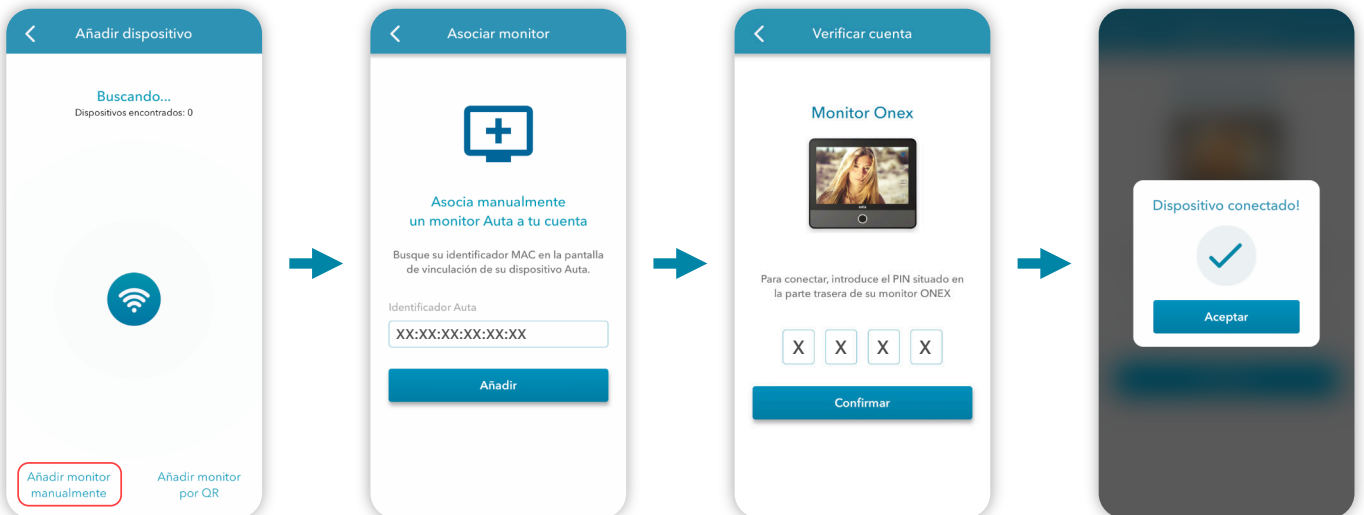 Añadir dispositivo
Buscando...
Dispositivos encontrados: 0
Añadir monitor
manualmente
Añadir monitor
por QR
Asociar monitor
Asocia manualmente
un monitor Auta a tu cuenta
Busque su identificador MAC en la pantalla
de vinculación de su dispositivo Auta.
Identificador Auta
XX:XX:XX:XX:XX:XX
Añadir
Verificar cuenta
Monitor Onex
Para conectar, introduce el PIN situado en
la parte trasera de su monitor ONEX
X X X X
Confirmar
Dispositivo conectado!
Aceptar